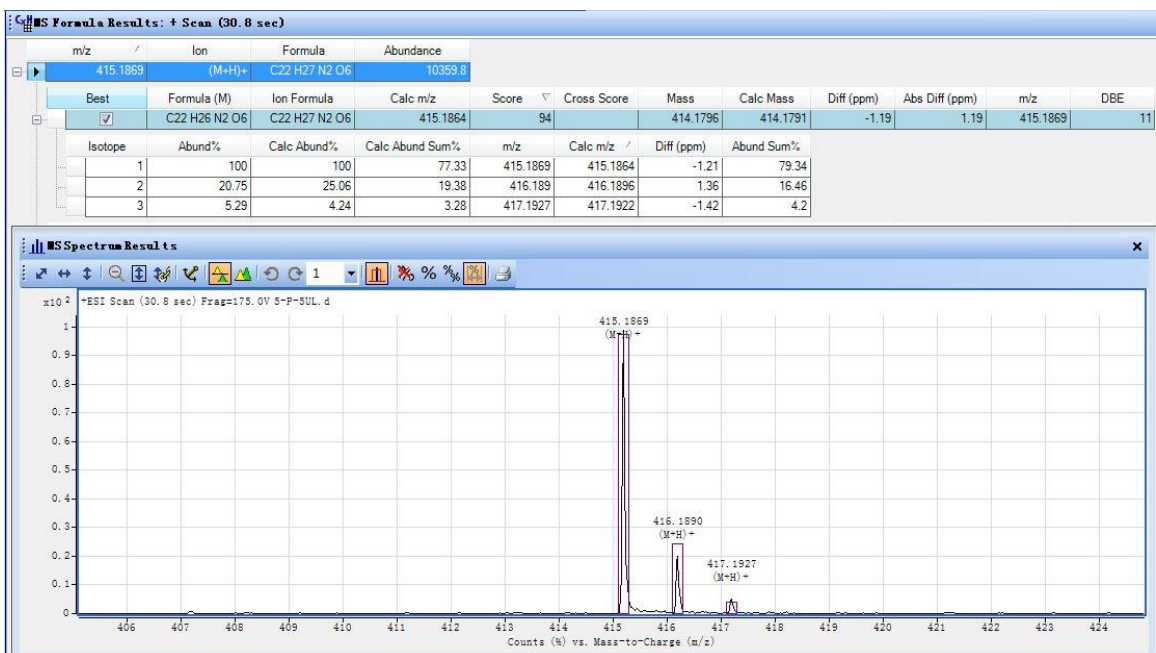 MS Formula Results: + Scan (30.8 sec)
m/z Ion Formula Abundance
415.1869 (M+H)+ C22 H27 N2 O6 10359.8
Best Formula (M) Ion Formula Calc m/z Score Cross Score Mass Calc Mass Diff (ppm) Abs Diff (ppm) m/z DBE
C22 H26 N2 O6 C22 H27 N2 O6 415.1864 94 414.1796 414.1791 -1.19 1.19 415.1869 11
Isotope Abund% Calc Abund% Calc Abund Sum% m/z Calc m/z Diff (ppm) Abund Sum%
1 100 100 77.33 415.1869 415.1864 -1.21 79.34
2 20.75 25.06 19.38 416.189 416.1896 1.36 16.46
3 5.29 4.24 3.28 417.1927 417.1922 -1.42 4.2
MS Spectrum Results
1
x10 2 +ESI Scan (30.8 sec) Frag=175.0V 5-P-5UL.d
415.1869
(M+H)+
1
0.9
0.8
0.7
0.6
0.5
0.4
0.3
416.1890
(M+H)+
0.2
417.1927
(M+H)+
0.1
0
406 407 408 409 410 411 412 413 414 415 416 417 418 419 420 421 422 423 424
Counts (%) vs. Mass-to-Charge (m/z)